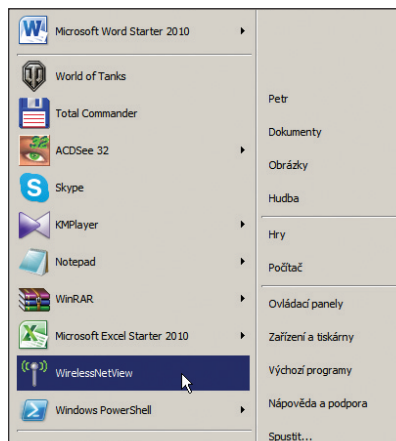 Microsoft Word Starter 2010
World of Tanks
Total Commander
ACDSee 32
Skype
KMPlayer
Notepad
WinRAR
Microsoft Excel Starter 2010
WirelessNetView
Windows PowerShell
Petr
Dokumenty
Obrázky
Hudba
Hry
Počítač
Ovládací panely
Zařízení a tiskárny
Výchozí programy
Nápověda a podpora
Spustit...